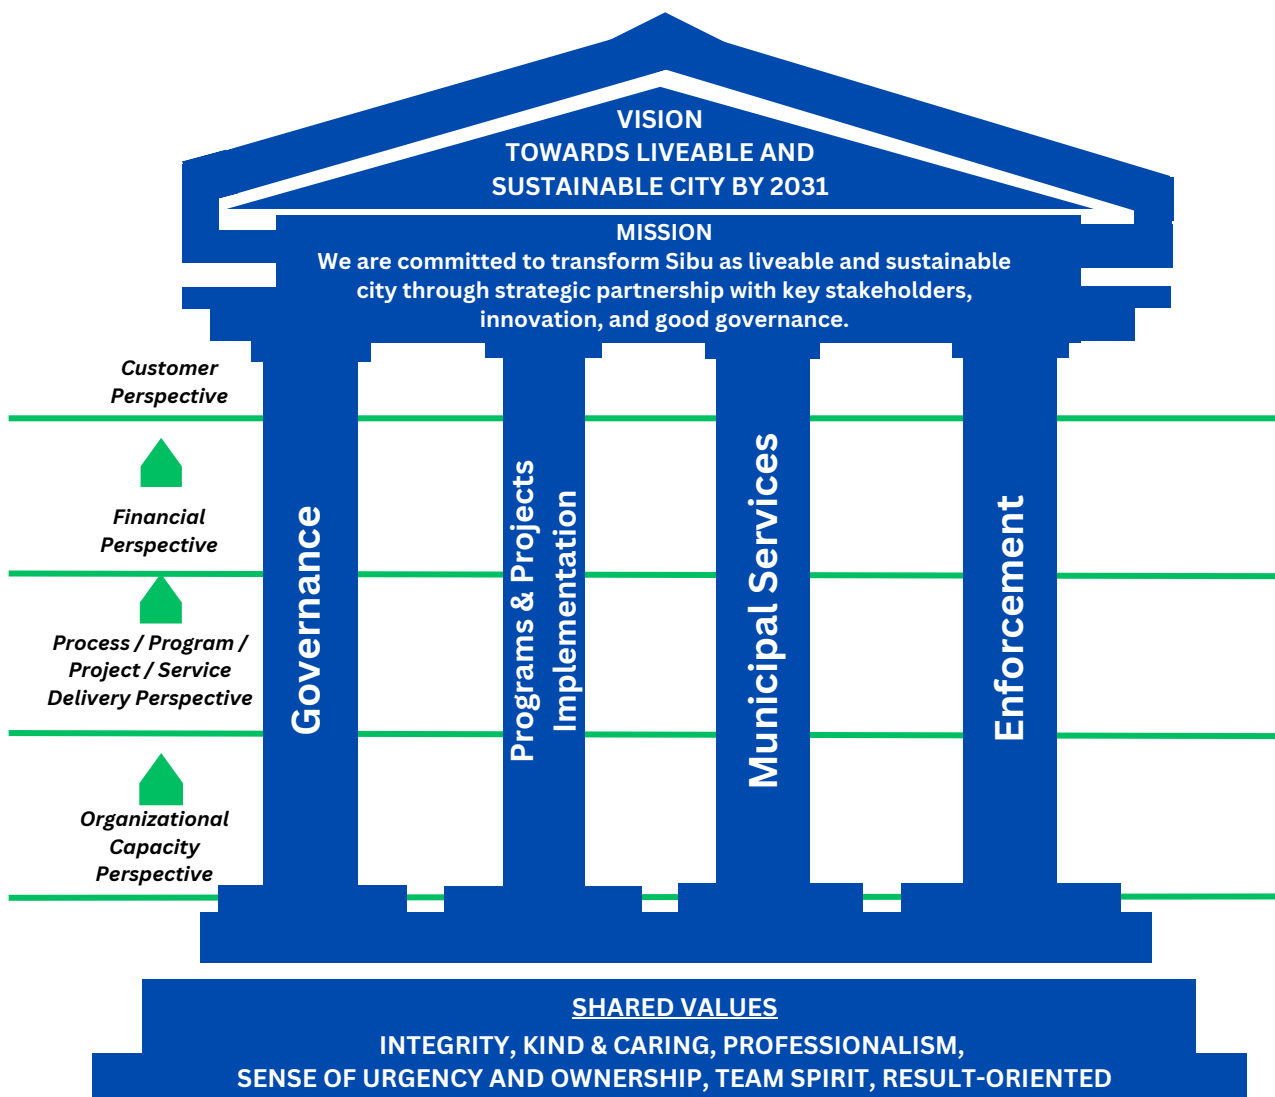 VISION
TOWARDS LIVEABLE AND
SUSTAINABLE CITY BY 2031
MISSION
We are committed to transform Sibu as liveable and sustainable
city through strategic partnership with key stakeholders,
innovation, and good governance.
Customer
Perspective
Financial
Perspective
Process / Program /
Project / Service
Delivery Perspective
Organizational
Capacity
Perspective
Governance
Programs & Projects
Implementation
Municipal Services
Enforcement
SHARED VALUES
INTEGRITY, KIND & CARING, PROFESSIONALISM,
SENSE OF URGENCY AND OWNERSHIP, TEAM SPIRIT, RESULT-ORIENTED